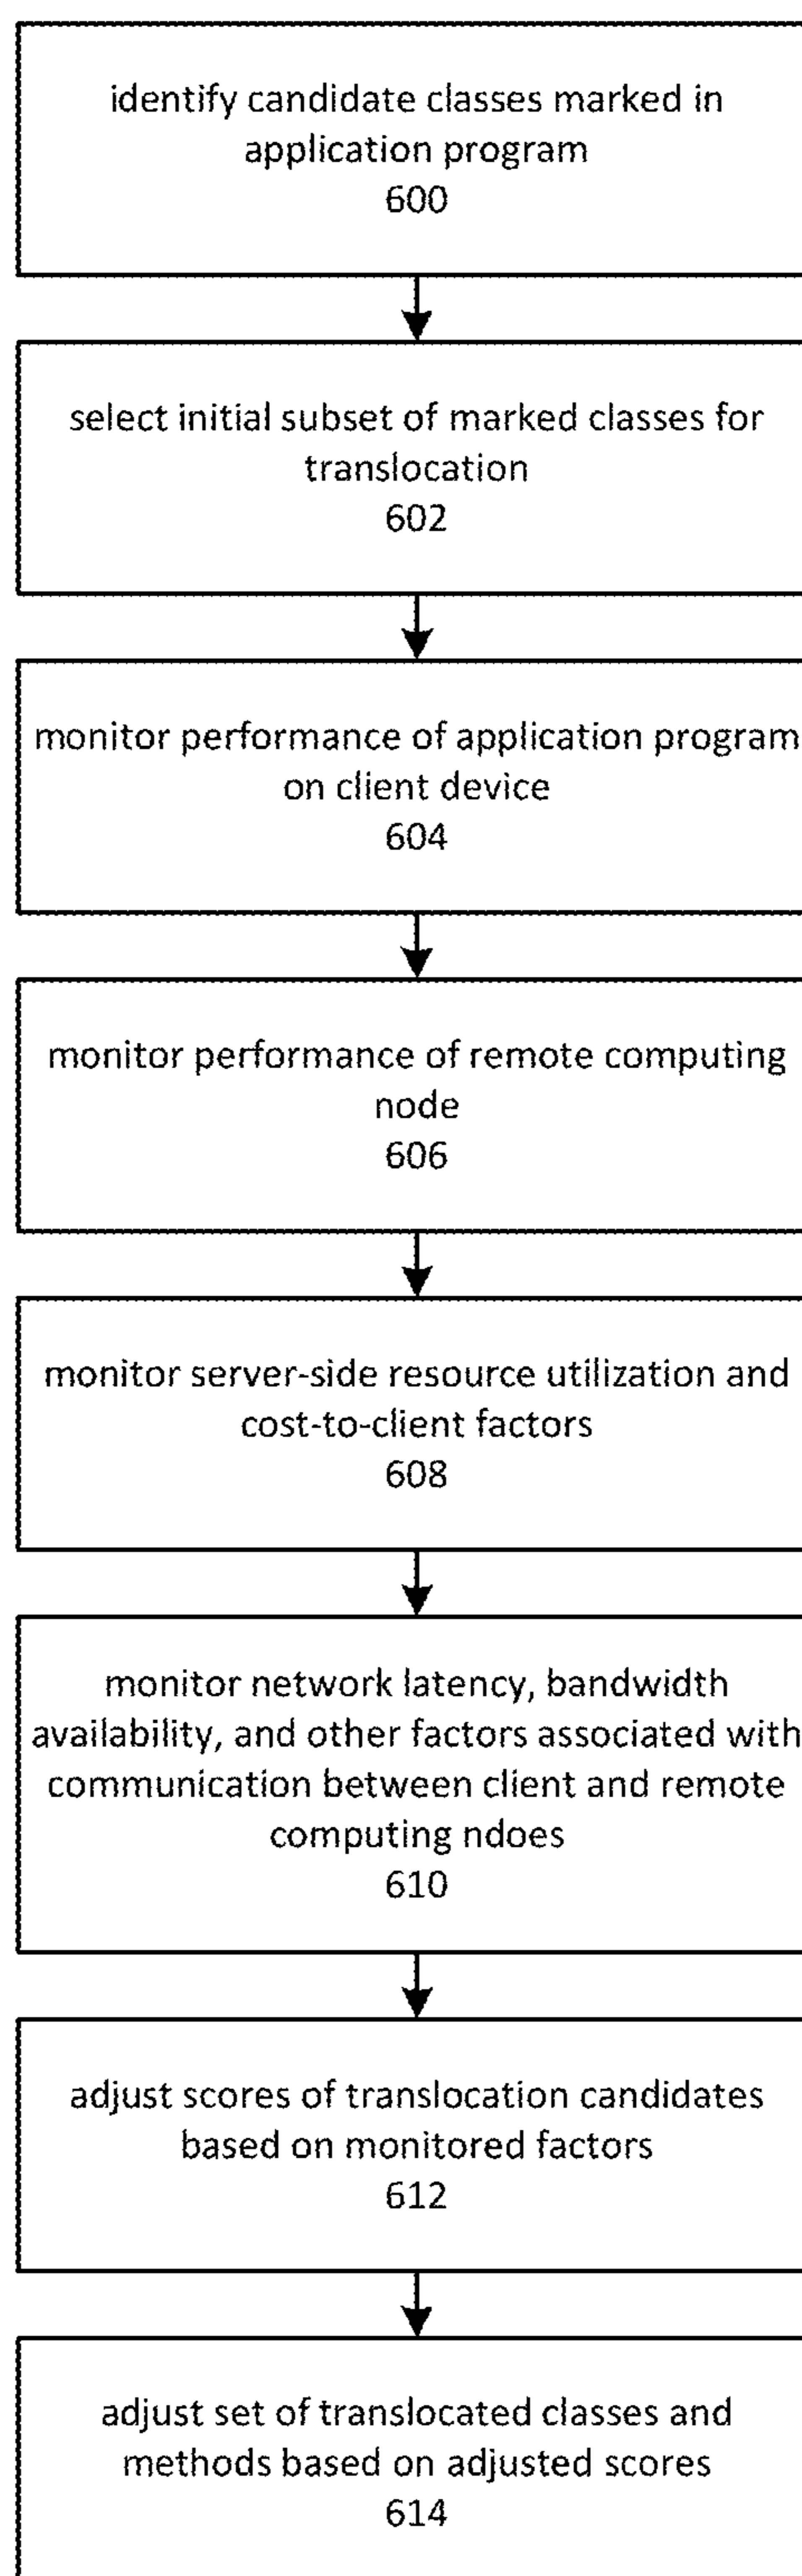 identify candidate classes marked in
application program
600
select initial subset of marked classes for
translocation
602
monitor performance of application program
on client device
604
monitor performance of remote computing
node
606
monitor server-side resource utilization and
cost-to-client factors
608
monitor network latency, bandwidth
availability, and other factors associated with
communication between client and remote
computing ndoes
610
adjust scores of translocation candidates
based on monitored factors
612
adjust set of translocated classes and
methods based on adjusted scores
614